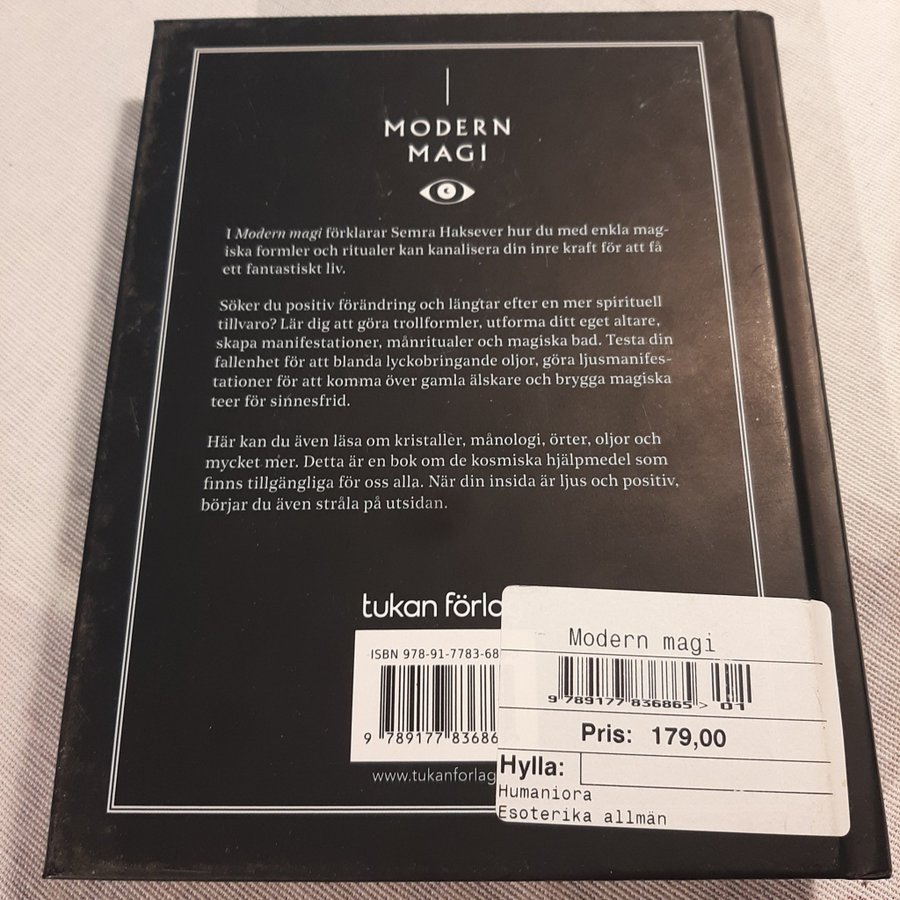 MODERN
MAGI
I Modern magi förklarar Semra Haksever hur du med enkla mag-
iska formler och ritualer kan kanalisera din inre kraft för att få
ett fantastiskt liv.
Söker du positiv förändring och längtar efter en mer spirituell
tillvaro? Lär dig att göra trollformler, utforma ditt eget altare,
skapa manifestationer, månritualer och magiska bad. Testa din
fallenhet för att blanda lyckobringande oljor, göra ljusmanifes-
tationer för att komma över gamla älskare och brygga magiska
teer för sinnesfrid.
Här kan du även läsa om kristaller, månologi, örter, oljor och
mycket mer. Detta är en bok om de kosmiska hjälpmedel som
finns tillgängliga för oss alla. När din insida är ljus och positiv,
börjar du även stråla på utsidan.
tukan förla
ISBN 978-91-7783-68
9 789177 83686
www.tukanforlag
Modern magi
9 789177 836865 > 01
Pris: 179,00
Hylla:
Humaniora
Esoterika allmän